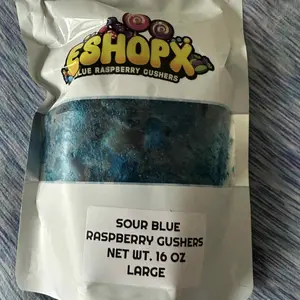 ESHOPX
BLUE RASPBERRY GUSHERS
SOUR BLUE
RASPBERRY GUSHERS
NET WT. 16 OZ
LARGE